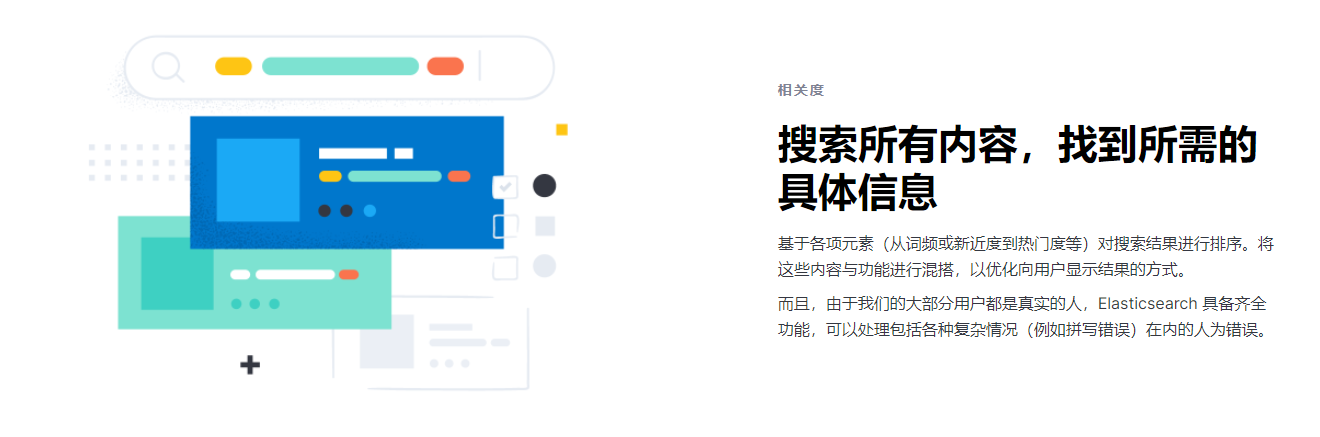 相关度
搜索所有内容，找到所需的
具体信息
基于各项元素（从词频或新近度到热门度等）对搜索结果进行排序。将
这些内容与功能进行混搭，以优化向用户显示结果的方式。
而且，由于我们的大部分用户都是真实的人，Elasticsearch 具备齐全
功能，可以处理包括各种复杂情况（例如拼写错误）在内的人为错误。